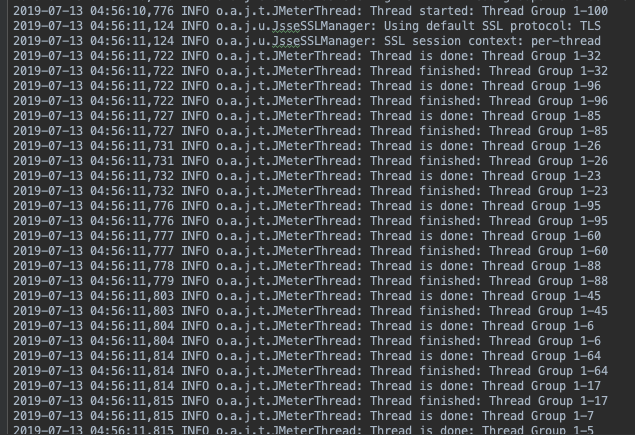 2019-07-13 04:56:10,776 INFO o.a.j.t.JMeterThread: Thread started: Thread Group 1-100
2019-07-13 04:56:11,124 INFO o.a.j.u.JsseSSLManager: Using default SSL protocol: TLS
2019-07-13 04:56:11,124 INFO o.a.j.u.JsseSSLManager: SSL session context: per-thread
2019-07-13 04:56:11,722 INFO o.a.j.t.JMeterThread: Thread is done: Thread Group 1-32
2019-07-13 04:56:11,722 INFO o.a.j.t.JMeterThread: Thread finished: Thread Group 1-32
2019-07-13 04:56:11,722 INFO o.a.j.t.JMeterThread: Thread is done: Thread Group 1-96
2019-07-13 04:56:11,722 INFO o.a.j.t.JMeterThread: Thread finished: Thread Group 1-96
2019-07-13 04:56:11,727 INFO o.a.j.t.JMeterThread: Thread is done: Thread Group 1-85
2019-07-13 04:56:11,727 INFO o.a.j.t.JMeterThread: Thread finished: Thread Group 1-85
2019-07-13 04:56:11,731 INFO o.a.j.t.JMeterThread: Thread is done: Thread Group 1-26
2019-07-13 04:56:11,731 INFO o.a.j.t.JMeterThread: Thread finished: Thread Group 1-26
2019-07-13 04:56:11,732 INFO o.a.j.t.JMeterThread: Thread is done: Thread Group 1-23
2019-07-13 04:56:11,732 INFO o.a.j.t.JMeterThread: Thread finished: Thread Group 1-23
2019-07-13 04:56:11,776 INFO o.a.j.t.JMeterThread: Thread is done: Thread Group 1-95
2019-07-13 04:56:11,776 INFO o.a.j.t.JMeterThread: Thread finished: Thread Group 1-95
2019-07-13 04:56:11,777 INFO o.a.j.t.JMeterThread: Thread is done: Thread Group 1-60
2019-07-13 04:56:11,777 INFO o.a.j.t.JMeterThread: Thread finished: Thread Group 1-60
2019-07-13 04:56:11,778 INFO o.a.j.t.JMeterThread: Thread is done: Thread Group 1-88
2019-07-13 04:56:11,779 INFO o.a.j.t.JMeterThread: Thread finished: Thread Group 1-88
2019-07-13 04:56:11,803 INFO o.a.j.t.JMeterThread: Thread is done: Thread Group 1-45
2019-07-13 04:56:11,803 INFO o.a.j.t.JMeterThread: Thread finished: Thread Group 1-45
2019-07-13 04:56:11,804 INFO o.a.j.t.JMeterThread: Thread is done: Thread Group 1-6
2019-07-13 04:56:11,804 INFO o.a.j.t.JMeterThread: Thread finished: Thread Group 1-6
2019-07-13 04:56:11,814 INFO o.a.j.t.JMeterThread: Thread is done: Thread Group 1-64
2019-07-13 04:56:11,814 INFO o.a.j.t.JMeterThread: Thread finished: Thread Group 1-64
2019-07-13 04:56:11,814 INFO o.a.j.t.JMeterThread: Thread is done: Thread Group 1-17
2019-07-13 04:56:11,815 INFO o.a.j.t.JMeterThread: Thread finished: Thread Group 1-17
2019-07-13 04:56:11,815 INFO o.a.j.t.JMeterThread: Thread is done: Thread Group 1-7
2019-07-13 04:56:11,815 INFO o.a.j.t.JMeterThread: Thread is done: Thread Group 1-5